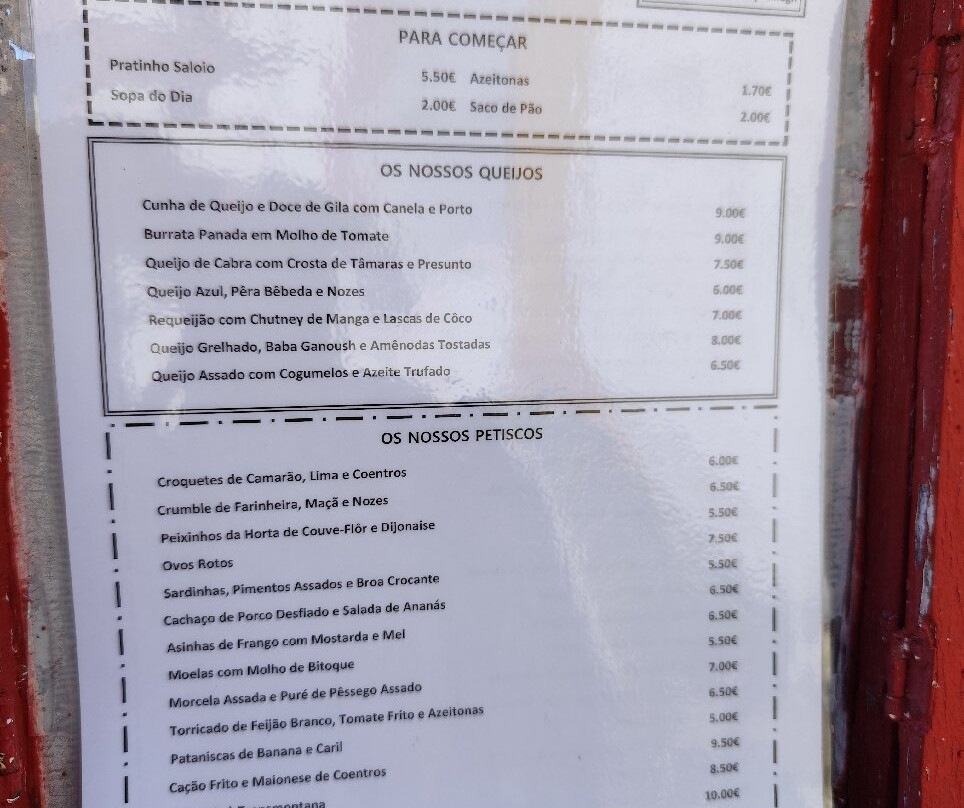 PARA COMEÇAR
Pratinho Saloio 5.50€ Azeitonas 1.70€
Sopa do Dia 2.00€ Saco de Pão 2.00€
OS NOSSOS QUEIJOS
Cunha de Queijo e Doce de Gila com Canela e Porto 9.00€
Burrata Panada em Molho de Tomate 9.00€
Queijo de Cabra com Crosta de Tâmaras e Presunto 7.50€
Queijo Azul, Pêra Bêbeda e Nozes 6.00€
Requeijão com Chutney de Manga e Lascas de Côco 7.00€
Queijo Grelhado, Baba Ganoush e Amênodas Tostadas 8.00€
Queijo Assado com Cogumelos e Azeite Trufado 6.50€
OS NOSSOS PETISCOS
Croquetes de Camarão, Lima e Coentros 6.00€
Crumble de Farinheira, Maçã e Nozes 6.50€
Peixinhos da Horta de Couve-Flôr e Dijonaise 5.50€
Ovos Rotos 7.50€
Sardinhas, Pimentos Assados e Broa Crocante 5.50€
Cachaço de Porco Desfiado e Salada de Ananás 6.50€
Asinhas de Frango com Mostarda e Mel 6.50€
Moelas com Molho de Bitoque 5.50€
Morcela Assada e Puré de Pêssego Assado 7.00€
Torricado de Feijão Branco, Tomate Frito e Azeitonas 6.50€
Pataniscas de Banana e Caril 5.00€
Cação Frito e Maionese de Coentros 9.50€
8.50€
10.00€